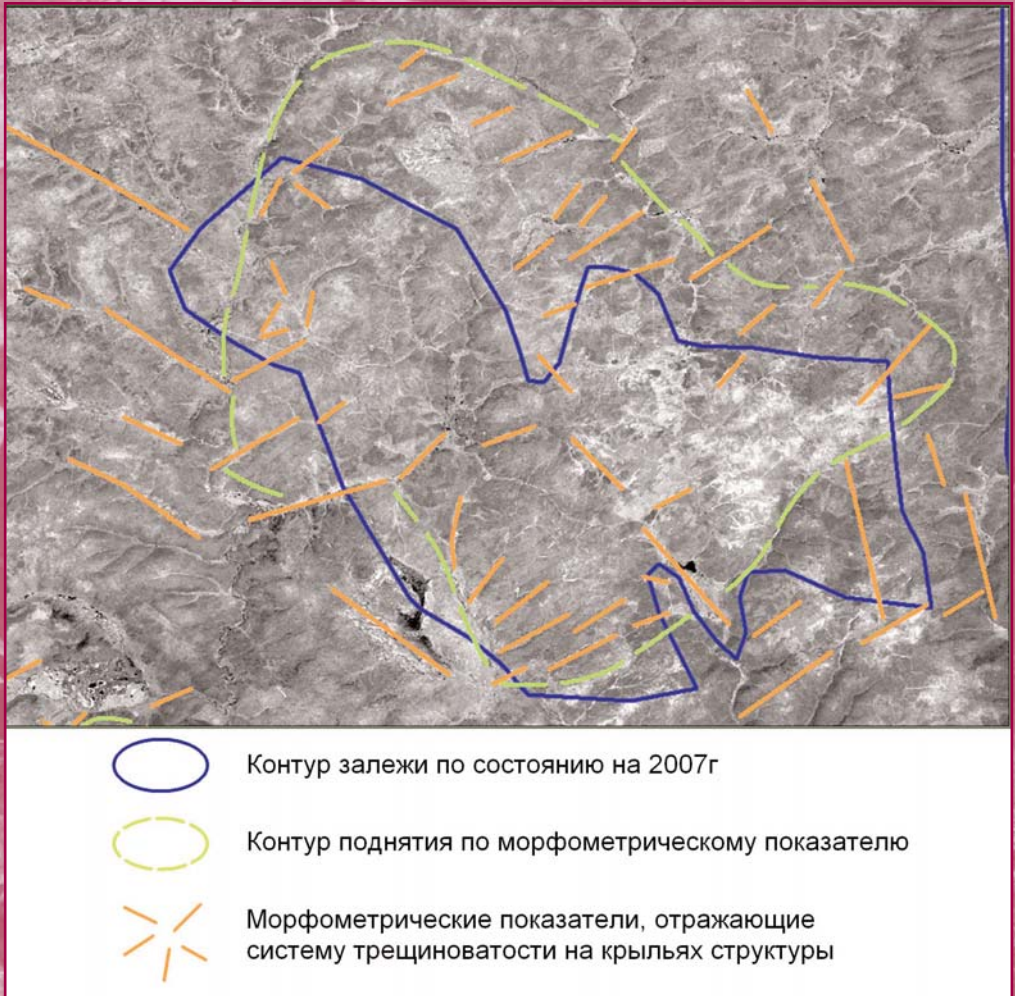 Контур залежи по состоянию на 2007г
Контур поднятия по морфометрическому показателю
Морфометрические показатели, отражающие
систему трещиноватости на крыльях структуры